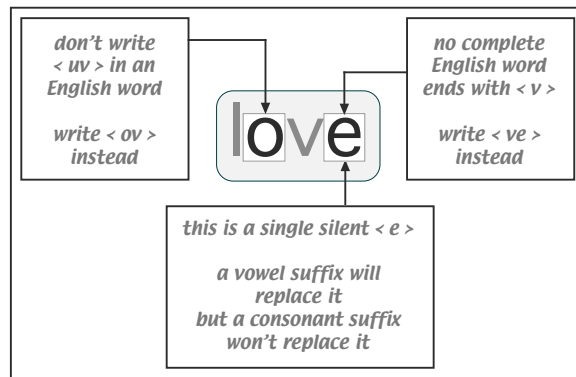 don't write
< uv > in an
English word
write < ov >
instead
no complete
English word
ends with < v >
write < ve >
instead
love
this is a single silent < e >
a vowel suffix will
replace it
but a consonant suffix
won't replace it